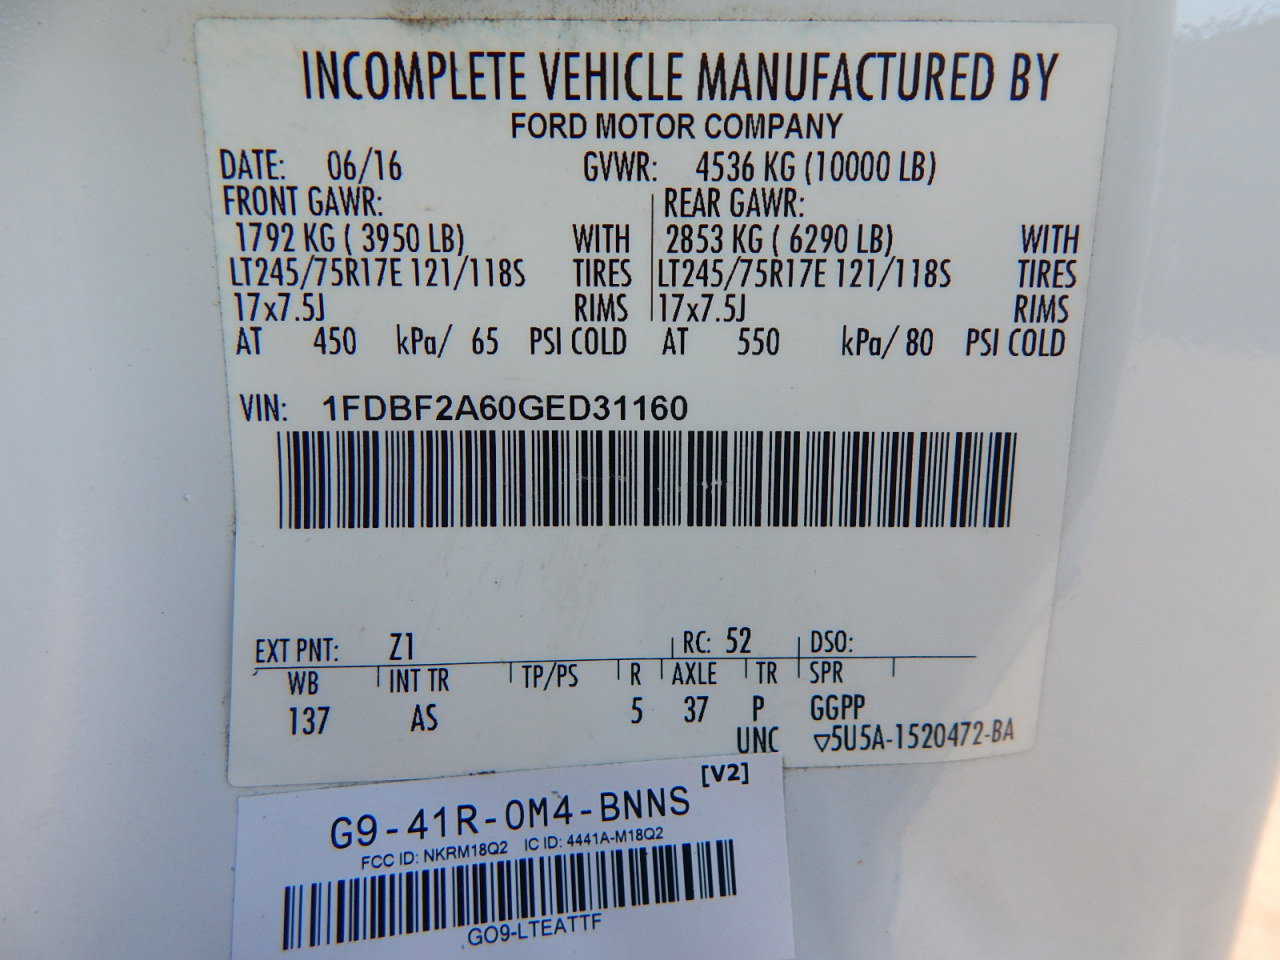 INCOMPLETE VEHICLE MANUFACTURED BY
FORD MOTOR COMPANY
DATE: 06/16 GVWR: 4536 KG (10000 LB)
FRONT GAWR: REAR GAWR:
1792 KG ( 3950 LB) WITH 2853 KG ( 6290 LB) WITH
LT245/75R17E 121/118S TIRES LT245/75R17E 121/118S TIRES
17x7.5J RIMS 17x7.5J RIMS
AT 450 kPa/ 65 PSI COLD AT 550 kPa/ 80 PSI COLD
VIN: 1FDBF2A60GED31160
EXT PNT: Z1 RC: 52 DSO:
WB INT TR TP/PS R AXLE TR SPR
137 AS 5 37 P GGPP
UNC ▽5U5A-1520472-BA
[V2]
G9-41R-0M4-BNNS
FCC ID: NKRM18Q2 IC ID: 4441A-M18Q2
GO9-LTEATTF